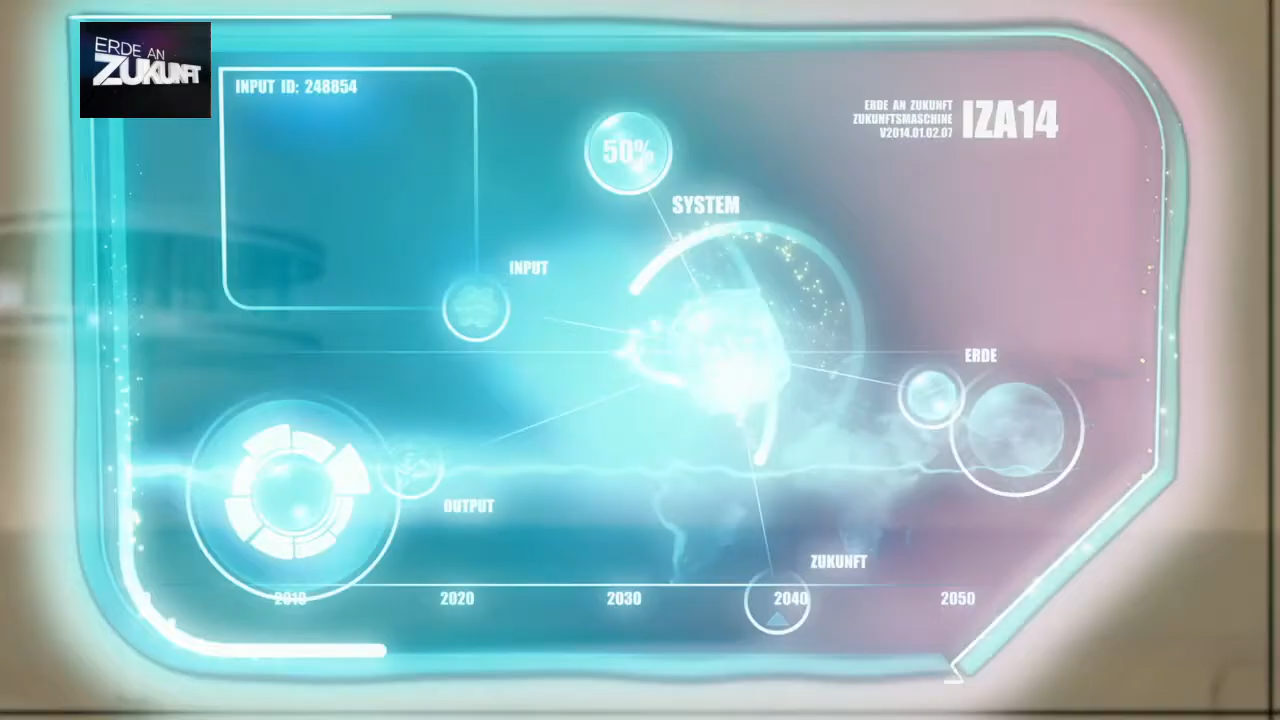 ERDE AN
ZUKUNFT
INPUT ID: 248854
ERDE AN ZUKUNFT
ZUKUNFTSMASCHINE
V2014.01.02.07
IZA14
50%
SYSTEM
INPUT
ERDE
OUTPUT
ZUKUNFT
2010 2020 2030 2040 2050